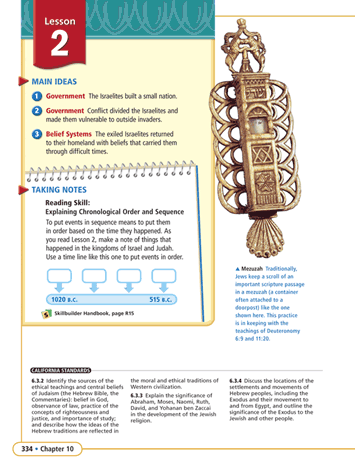 Lesson
2
MAIN IDEAS
1 Government The Israelites built a small nation.
2 Government Conflict divided the Israelites and
made them vulnerable to outside invaders.
3 Belief Systems The exiled Israelites returned
to their homeland with beliefs that carried them
through difficult times.
TAKING NOTES
Reading Skill:
Explaining Chronological Order and Sequence
To put events in sequence means to put them
in order based on the time they happened. As
you read Lesson 2, make a note of things that
happened in the kingdoms of Israel and Judah.
Use a time line like this one to put events in order.
1020 B.C. 515 B.C.
Skillbuilder Handbook, page R15
▲ Mezuzah Traditionally,
Jews keep a scroll of an
important scripture passage
in a mezuzah (a container
often attached to a
doorpost) like the one
shown here. This practice
is in keeping with the
teachings of Deuteronomy
6:9 and 11:20.
CALIFORNIA STANDARDS
6.3.2 Identify the sources of the
ethical teachings and central beliefs
of Judaism (the Hebrew Bible, the
Commentaries): belief in God,
observance of law, practice of the
concepts of righteousness and
justice, and importance of study;
and describe how the ideas of the
Hebrew traditions are reflected in
the moral and ethical traditions of
Western civilization.
6.3.3 Explain the significance of
Abraham, Moses, Naomi, Ruth,
David, and Yohanan ben Zaccai
in the development of the Jewish
religion.
6.3.4 Discuss the locations of the
settlements and movements of
Hebrew peoples, including the
Exodus and their movement to
and from Egypt, and outline the
significance of the Exodus to the
Jewish and other people.
334 • Chapter 10